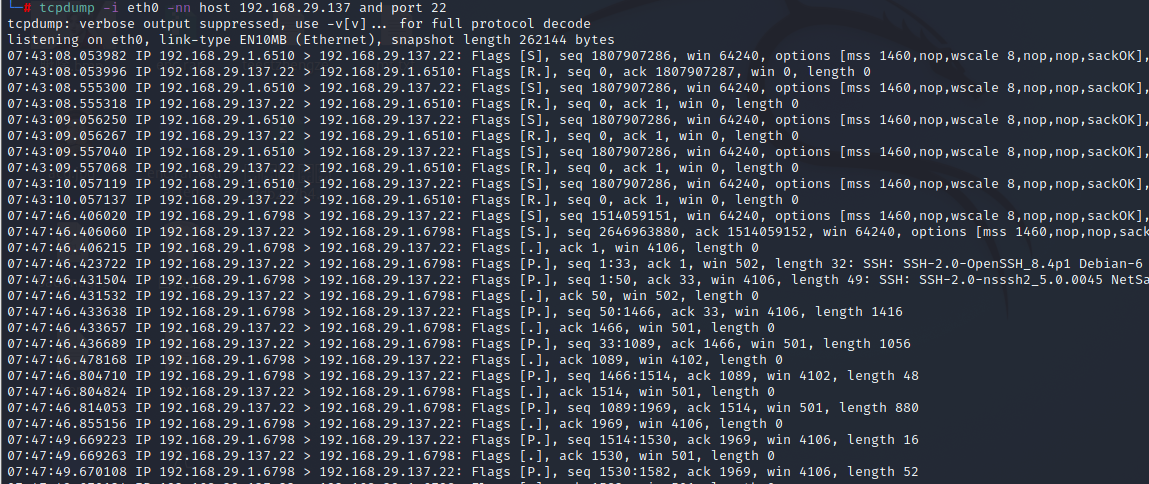 └─# tcpdump -i eth0 -nn host 192.168.29.137 and port 22
tcpdump: verbose output suppressed, use -v[v]... for full protocol decode
listening on eth0, link-type EN10MB (Ethernet), snapshot length 262144 bytes
07:43:08.053982 IP 192.168.29.1.6510 > 192.168.29.137.22: Flags [S], seq 1807907286, win 64240, options [mss 1460,nop,wscale 8,nop,nop,sackOK],
07:43:08.053996 IP 192.168.29.137.22 > 192.168.29.1.6510: Flags [R.], seq 0, ack 1807907287, win 0, length 0
07:43:08.555300 IP 192.168.29.1.6510 > 192.168.29.137.22: Flags [S], seq 1807907286, win 64240, options [mss 1460,nop,wscale 8,nop,nop,sackOK],
07:43:08.555318 IP 192.168.29.137.22 > 192.168.29.1.6510: Flags [R.], seq 0, ack 1, win 0, length 0
07:43:09.056250 IP 192.168.29.1.6510 > 192.168.29.137.22: Flags [S], seq 1807907286, win 64240, options [mss 1460,nop,wscale 8,nop,nop,sackOK],
07:43:09.056267 IP 192.168.29.137.22 > 192.168.29.1.6510: Flags [R.], seq 0, ack 1, win 0, length 0
07:43:09.557040 IP 192.168.29.1.6510 > 192.168.29.137.22: Flags [S], seq 1807907286, win 64240, options [mss 1460,nop,wscale 8,nop,nop,sackOK],
07:43:09.557068 IP 192.168.29.137.22 > 192.168.29.1.6510: Flags [R.], seq 0, ack 1, win 0, length 0
07:43:10.057119 IP 192.168.29.1.6510 > 192.168.29.137.22: Flags [S], seq 1807907286, win 64240, options [mss 1460,nop,wscale 8,nop,nop,sackOK],
07:43:10.057137 IP 192.168.29.137.22 > 192.168.29.1.6510: Flags [R.], seq 0, ack 1, win 0, length 0
07:47:46.406020 IP 192.168.29.1.6798 > 192.168.29.137.22: Flags [S], seq 1514059151, win 64240, options [mss 1460,nop,wscale 8,nop,nop,sackOK],
07:47:46.406060 IP 192.168.29.137.22 > 192.168.29.1.6798: Flags [S.], seq 2646963880, ack 1514059152, win 64240, options [mss 1460,nop,nop,sack
07:47:46.406215 IP 192.168.29.1.6798 > 192.168.29.137.22: Flags [.], ack 1, win 4106, length 0
07:47:46.423722 IP 192.168.29.137.22 > 192.168.29.1.6798: Flags [P.], seq 1:33, ack 1, win 502, length 32: SSH: SSH-2.0-OpenSSH_8.4p1 Debian-6
07:47:46.431504 IP 192.168.29.1.6798 > 192.168.29.137.22: Flags [P.], seq 1:50, ack 33, win 4106, length 49: SSH: SSH-2.0-nsssh2_5.0.0045 NetSa
07:47:46.431532 IP 192.168.29.137.22 > 192.168.29.1.6798: Flags [.], ack 50, win 502, length 0
07:47:46.433638 IP 192.168.29.1.6798 > 192.168.29.137.22: Flags [P.], seq 50:1466, ack 33, win 4106, length 1416
07:47:46.433657 IP 192.168.29.137.22 > 192.168.29.1.6798: Flags [.], ack 1466, win 501, length 0
07:47:46.436689 IP 192.168.29.137.22 > 192.168.29.1.6798: Flags [P.], seq 33:1089, ack 1466, win 501, length 1056
07:47:46.478168 IP 192.168.29.1.6798 > 192.168.29.137.22: Flags [.], ack 1089, win 4102, length 0
07:47:46.804710 IP 192.168.29.1.6798 > 192.168.29.137.22: Flags [P.], seq 1466:1514, ack 1089, win 4102, length 48
07:47:46.804824 IP 192.168.29.137.22 > 192.168.29.1.6798: Flags [.], ack 1514, win 501, length 0
07:47:46.814053 IP 192.168.29.137.22 > 192.168.29.1.6798: Flags [P.], seq 1089:1969, ack 1514, win 501, length 880
07:47:46.855156 IP 192.168.29.1.6798 > 192.168.29.137.22: Flags [.], ack 1969, win 4106, length 0
07:47:49.669223 IP 192.168.29.1.6798 > 192.168.29.137.22: Flags [P.], seq 1514:1530, ack 1969, win 4106, length 16
07:47:49.669263 IP 192.168.29.137.22 > 192.168.29.1.6798: Flags [.], ack 1530, win 501, length 0
07:47:49.670108 IP 192.168.29.1.6798 > 192.168.29.137.22: Flags [P.], seq 1530:1582, ack 1969, win 4106, length 52